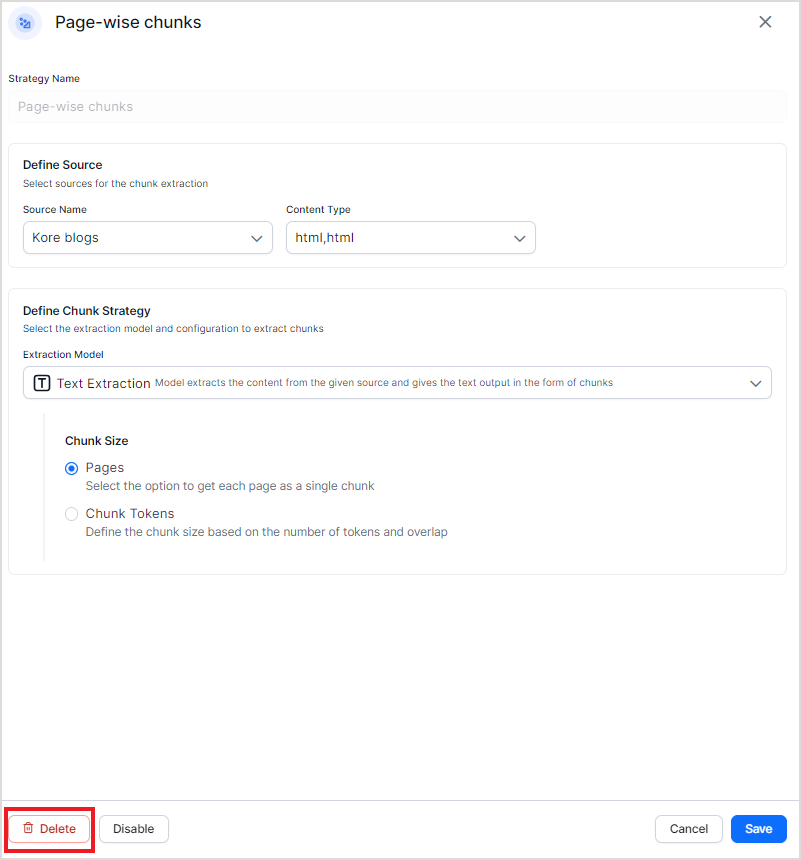 Page-wise chunks
Strategy Name
Page-wise chunks
Define Source
Select sources for the chunk extraction
Source Name
Content Type
Kore blogs
html,html
Define Chunk Strategy
Select the extraction model and configuration to extract chunks
Extraction Model
T Text Extraction Model extracts the content from the given source and gives the text output in the form of chunks
Chunk Size
Pages
Select the option to get each page as a single chunk
Chunk Tokens
Define the chunk size based on the number of tokens and overlap
Delete Disable Cancel Save